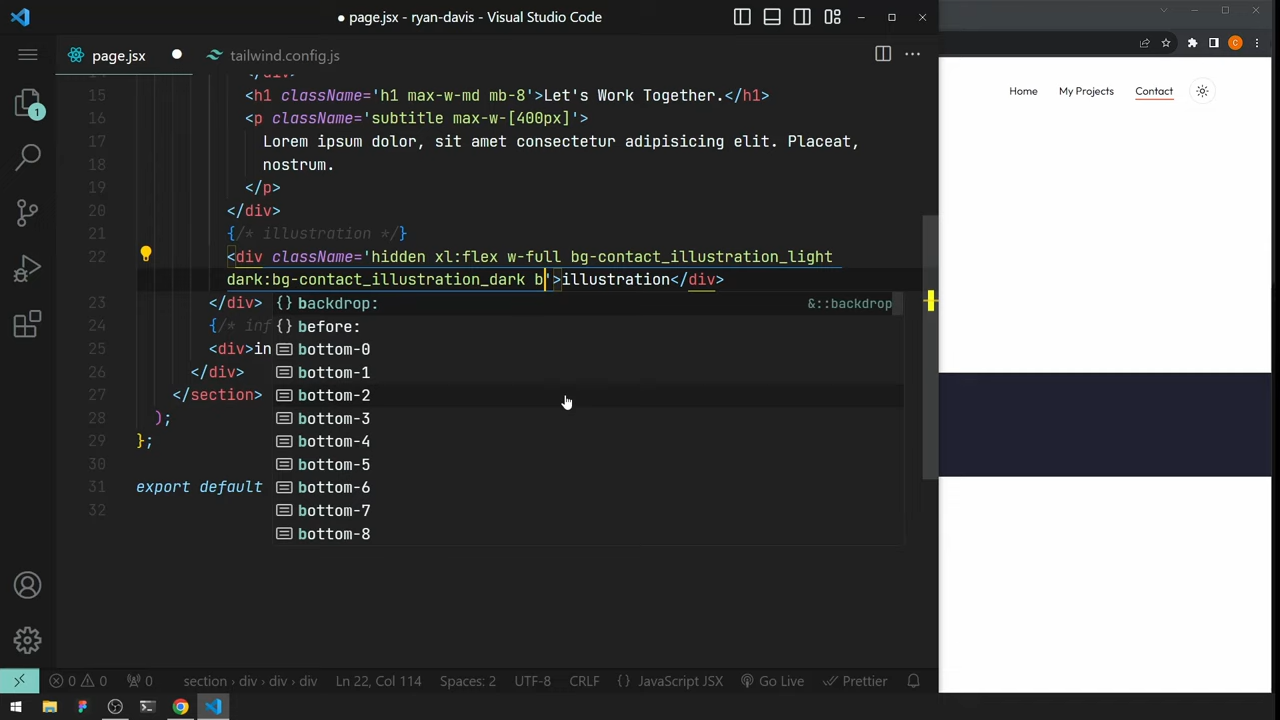 ● page.jsx - ryan-davis - Visual Studio Code
page.jsx
tailwind.config.js
1
14 </div>
15 <h1 className='h1 max-w-md mb-8'>Let's Work Together.</h1>
16 <p className='subtitle max-w-[400px]'>
17 Lorem ipsum dolor, sit amet consectetur adipisicing elit. Placeat,
18 nostrum.
19 </p>
20 </div>
21 {/* illustration */}
22 <div className='hidden xl:flex w-full bg-contact_illustration_light
dark:bg-contact_illustration_dark b'>illustration</div>
23 </div>
24 {/* inf
25 <div>in
26 </div>
27 </section>
28 );
29 };
30
31 export default
32
{} backdrop: &::backdrop
{} before:
bottom-0
bottom-1
bottom-2
bottom-3
bottom-4
bottom-5
bottom-6
bottom-7
bottom-8
0 0 0 section › div › div › div Ln 22, Col 114 Spaces: 2 UTF-8 CRLF {} JavaScript JSX Go Live Prettier
C
Home My Projects Contact